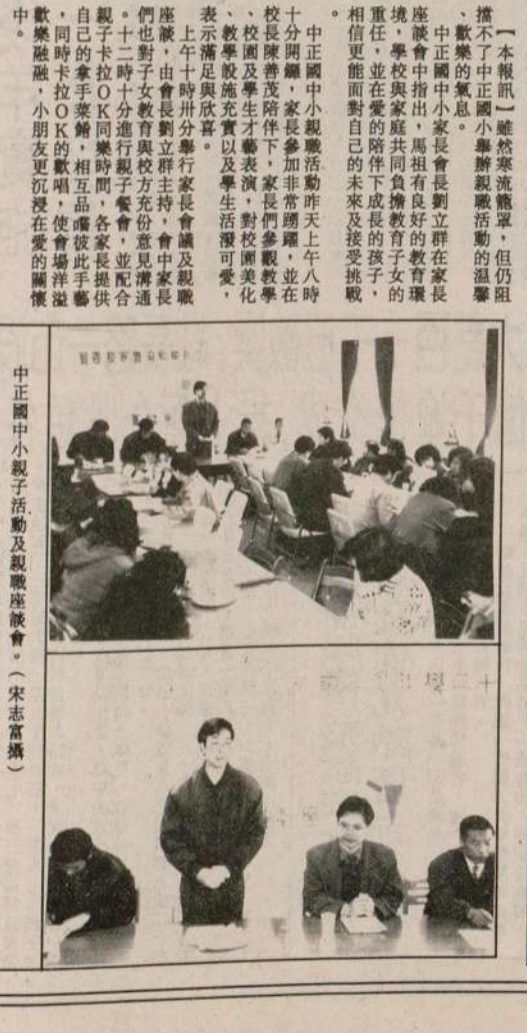 【本報訊】雖然寒流籠罩，但仍阻
擋不了中正國小舉辦親職活動的溫馨
、歡樂的氣息。
中正國中小家長會長劉立群在家長
座談會中指出，馬祖有良好的教育環
境，學校與家庭共同負擔教育子女的
重任，並在愛的陪伴下成長的孩子，
相信更能面對自己的未來及接受挑戰
。
中正國中小親職活動昨天上午八時
十分開鑼，家長參加非常踴躍，並在
校長陳善茂陪伴下，家長們參觀教學
、校園及學生才藝表演，對校園美化
、教學設施充實以及學生活潑可愛，
表示滿足與欣喜。
上午十時卅分舉行家長會議及親職
座談，由會長劉立群主持，會中家長
們也對子女教育與校方充份意見溝通
。十二時十分進行親子餐會，並配合
親子卡拉ＯＫ同樂時間，各家長提供
自己的拿手菜餚，相互品嚐彼此手藝
，同時卡拉ＯＫ的歡唱，使會場洋溢
歡樂融融，小朋友更沉浸在愛的關懷
中。
中正國中小親子活動及親職座談會。（宋志富攝）